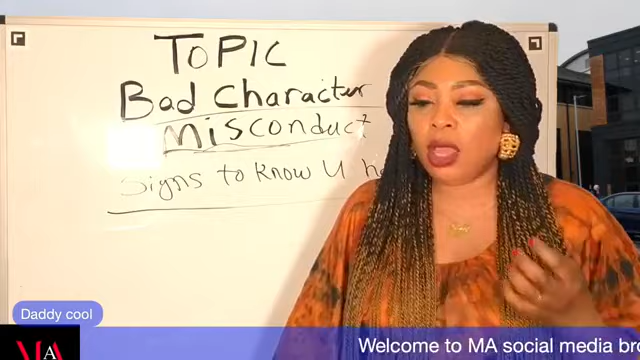 TOPIC
Bad Character
Misconduct
Signs to know U
Daddy cool
MA
Welcome to MA social media